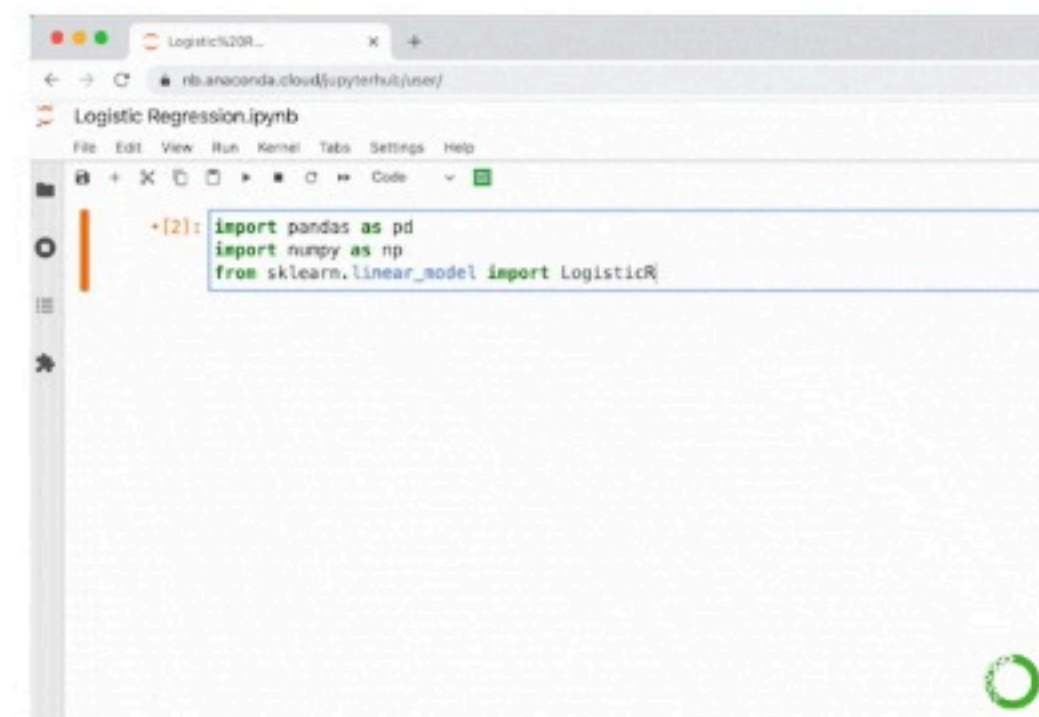 Logistic%20R...
nb.anaconda.cloud/jupyterhub/user/
Logistic Regression.ipynb
File Edit View Run Kernel Tabs Settings Help
Code
[2]: import pandas as pd
import numpy as np
from sklearn.linear_model import LogisticR